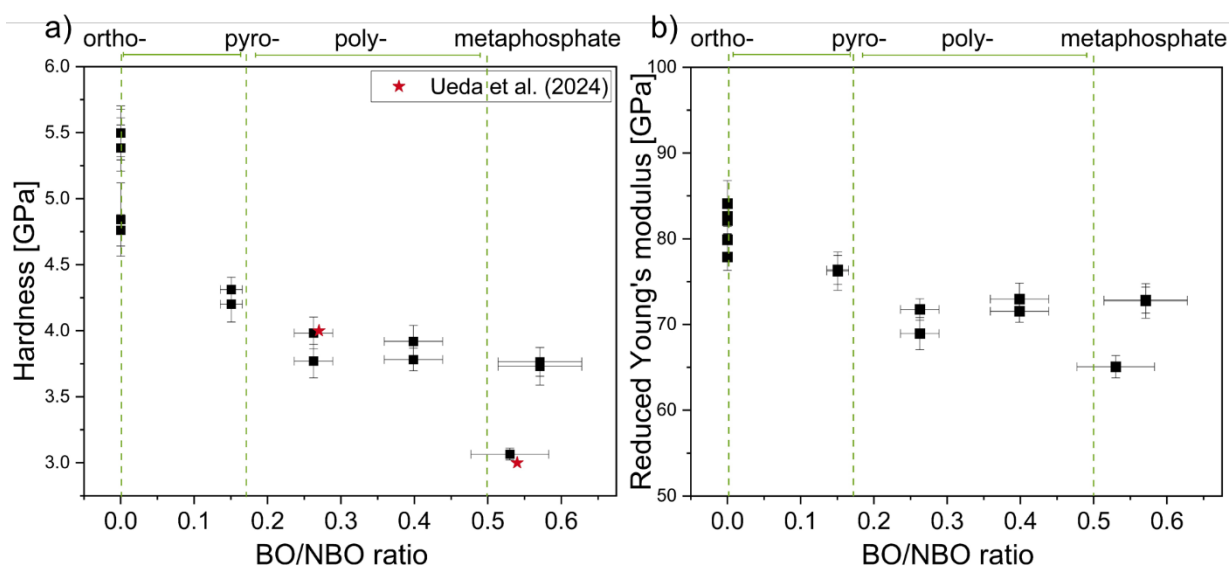 a)
ortho- pyro- poly- metaphosphate
6.0
5.5
5.0
4.5
4.0
3.5
3.0
Hardness [GPa]
★ Ueda et al. (2024)
0.0 0.1 0.2 0.3 0.4 0.5 0.6
BO/NBO ratio
b)
ortho- pyro- poly- metaphosphate
100
90
80
70
60
50
Reduced Young's modulus [GPa]
0.0 0.1 0.2 0.3 0.4 0.5 0.6
BO/NBO ratio